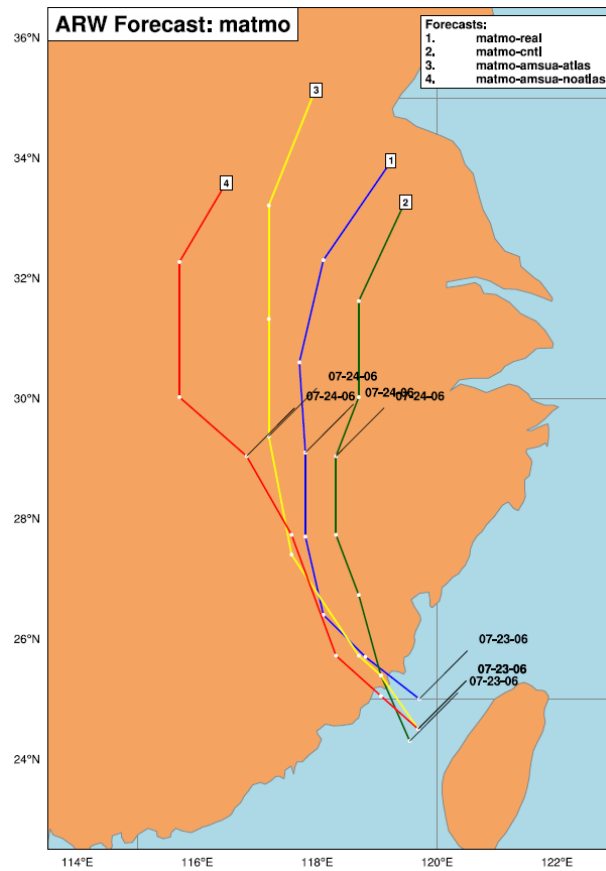 ARW Forecast: matmo
Forecasts:
1. matmo-real
2. matmo-cntl
3. matmo-amsua-atlas
4. matmo-amsua-noatlas
36°N
3
34°N
1
4
2
32°N
07-24-06
07-24-06 07-24-06 07-24-06
30°N
28°N
26°N
07-23-06
07-23-06
07-23-06
24°N
114°E 116°E 118°E 120°E 122°E